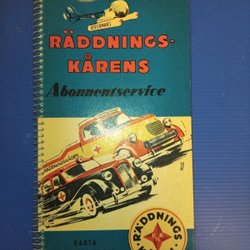 RÄDDNINGS-
KÅRENS
Abonnentservice
KARTA
RÄDDNINGS